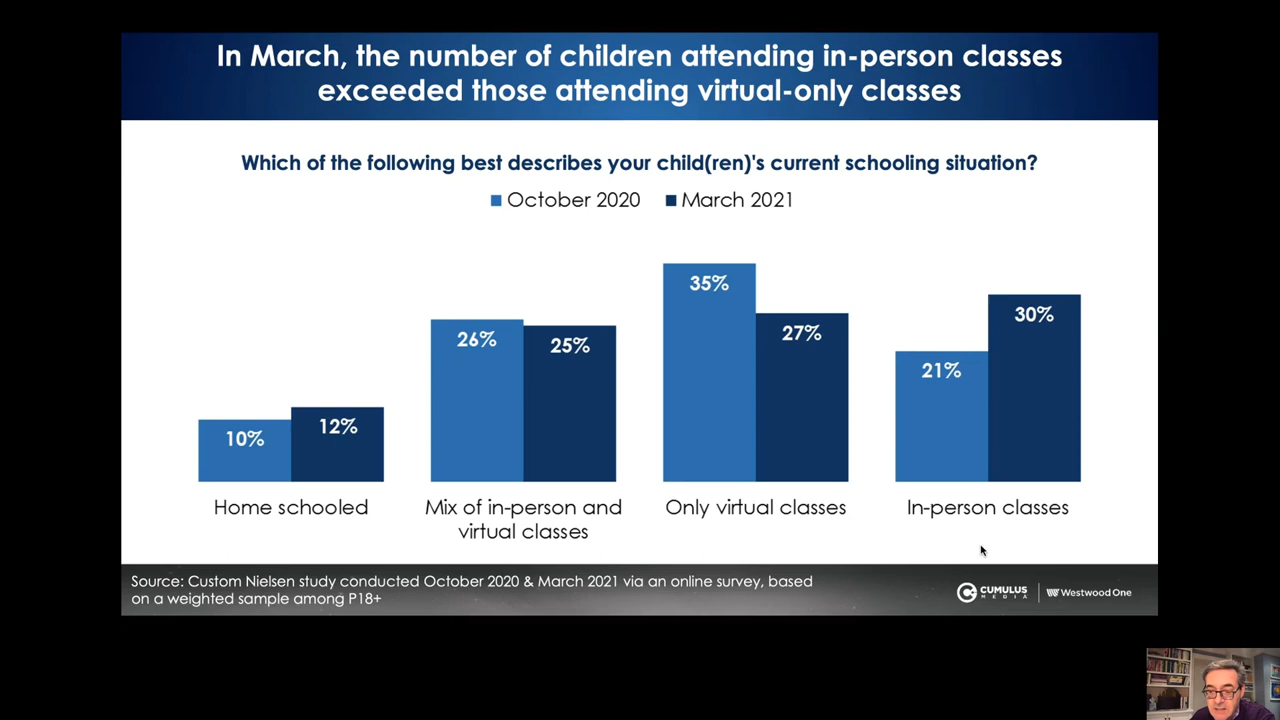 In March, the number of children attending in-person classes
exceeded those attending virtual-only classes
Which of the following best describes your child(ren)'s current schooling situation?
October 2020 March 2021
10%
12%
26%
25%
35%
27%
21%
30%
Home schooled
Mix of in-person and
virtual classes
Only virtual classes
In-person classes
Source: Custom Nielsen study conducted October 2020 & March 2021 via an online survey, based
on a weighted sample among P18+
CUMULUS
MEDIA
Westwood One